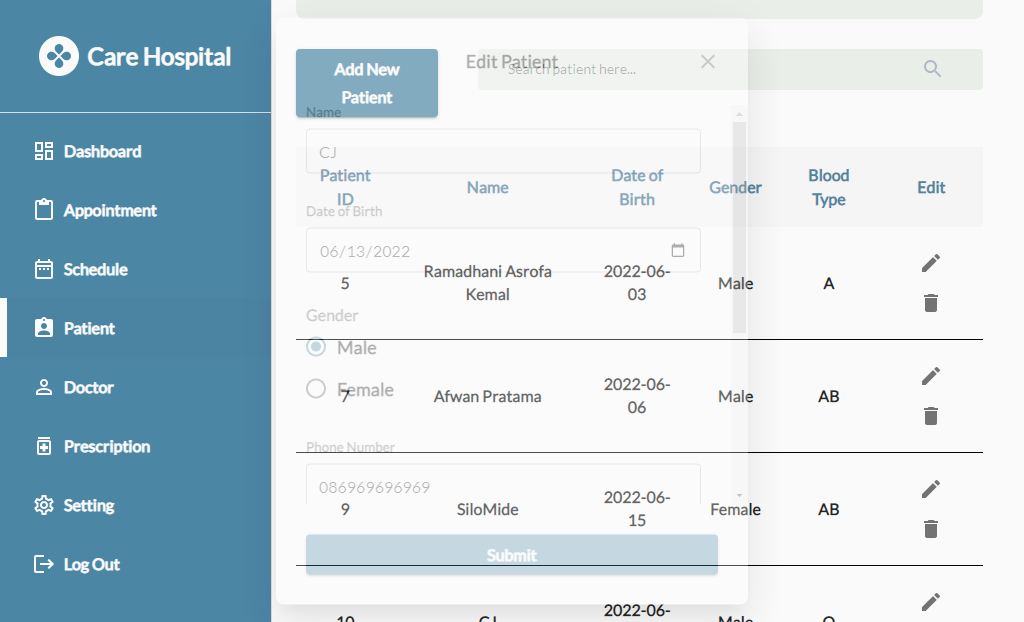 Care Hospital
Dashboard
Appointment
Schedule
Patient
Doctor
Prescription
Setting
Log Out
Add New
Patient
Search patient here...
Edit Patient
Name
CJ
Date of Birth
06/13/2022
Gender
Male
Female
Phone Number
086969696969
Submit
Patient
ID
Name
Date of
Birth
Gender
Blood
Type
Edit
5
Ramadhani Asrofa
Kemal
2022-06-
03
Male
A
7
Afwan Pratama
2022-06-
06
Male
AB
9
SiloMide
2022-06-
15
Female
AB
10
CJ
2022-06-
Male
O